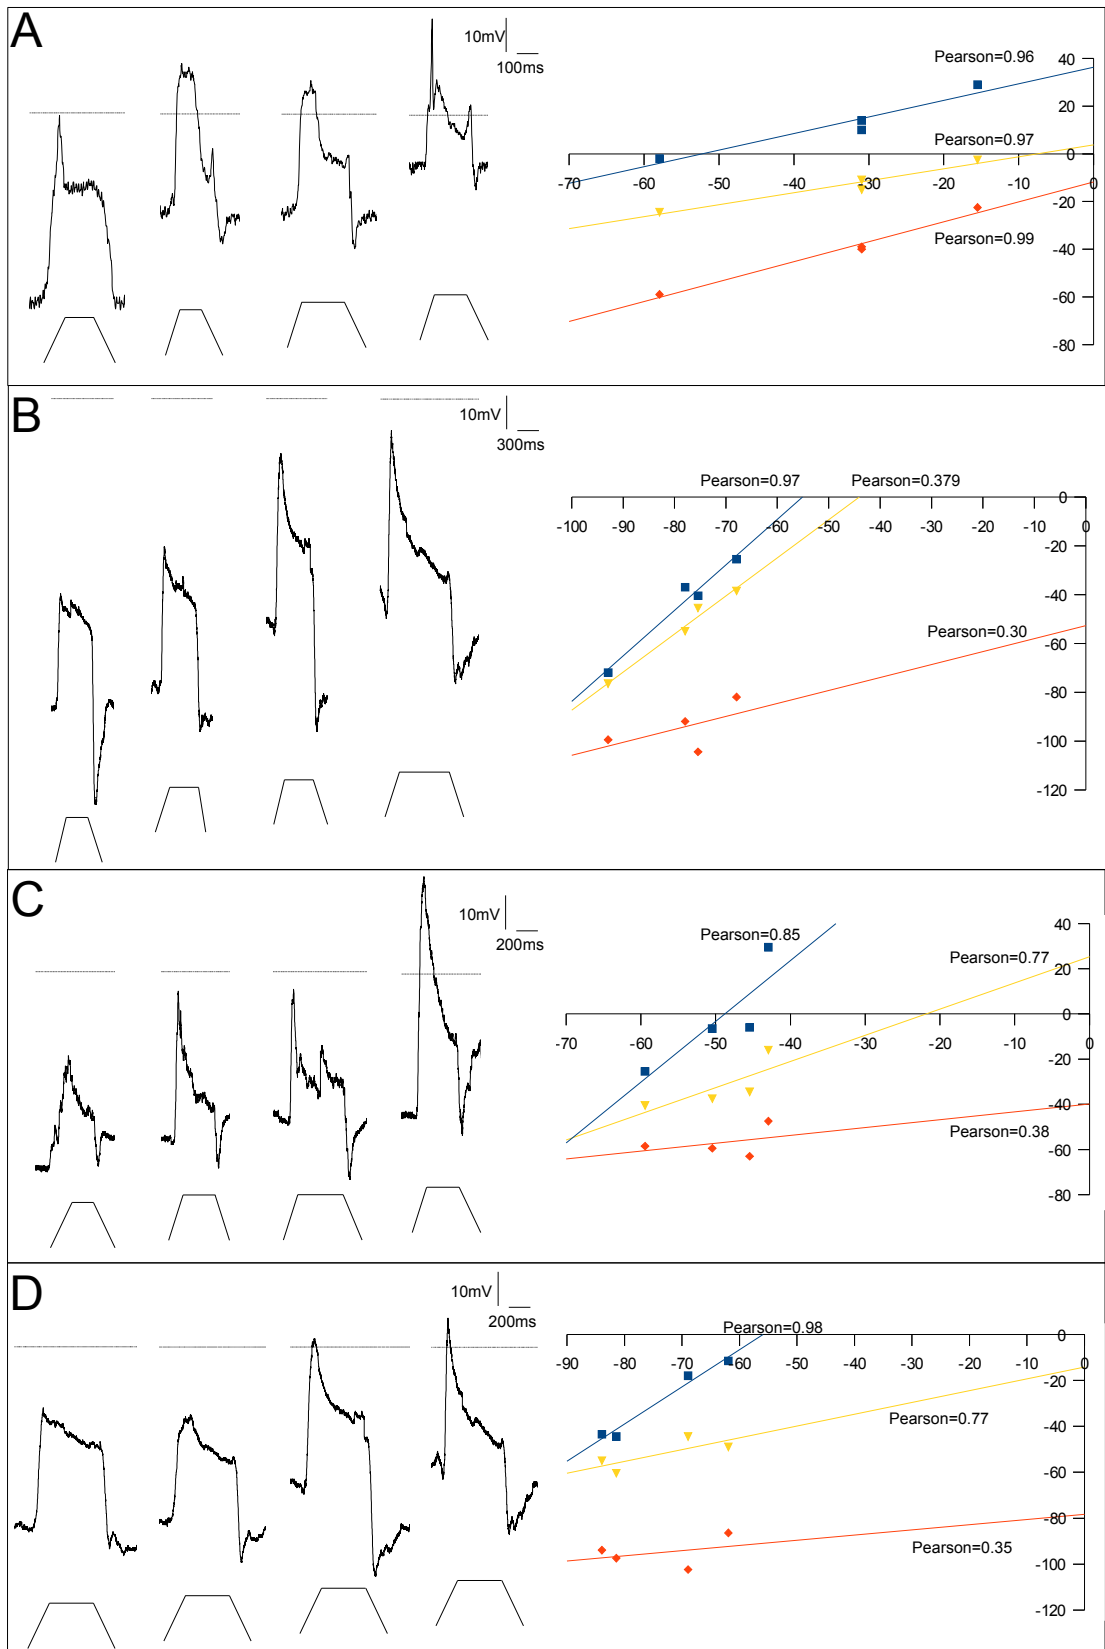 A
10mV
100ms
Pearson=0.96
Pearson=0.97
Pearson=0.99
40
20
0
-20
-40
-60
-80
-70 -60 -50 -40 -30 -20 -10 0
B
10mV
300ms
Pearson=0.97 Pearson=0.379
Pearson=0.30
0
-20
-40
-60
-80
-100
-120
-100 -90 -80 -70 -60 -50 -40 -30 -20 -10 0
C
10mV
200ms
Pearson=0.85
Pearson=0.77
Pearson=0.38
40
20
0
-20
-40
-60
-80
-70 -60 -50 -40 -30 -20 -10 0
D
10mV
200ms
Pearson=0.98
Pearson=0.77
Pearson=0.35
0
-20
-40
-60
-80
-100
-120
-90 -80 -70 -60 -50 -40 -30 -20 -10 0